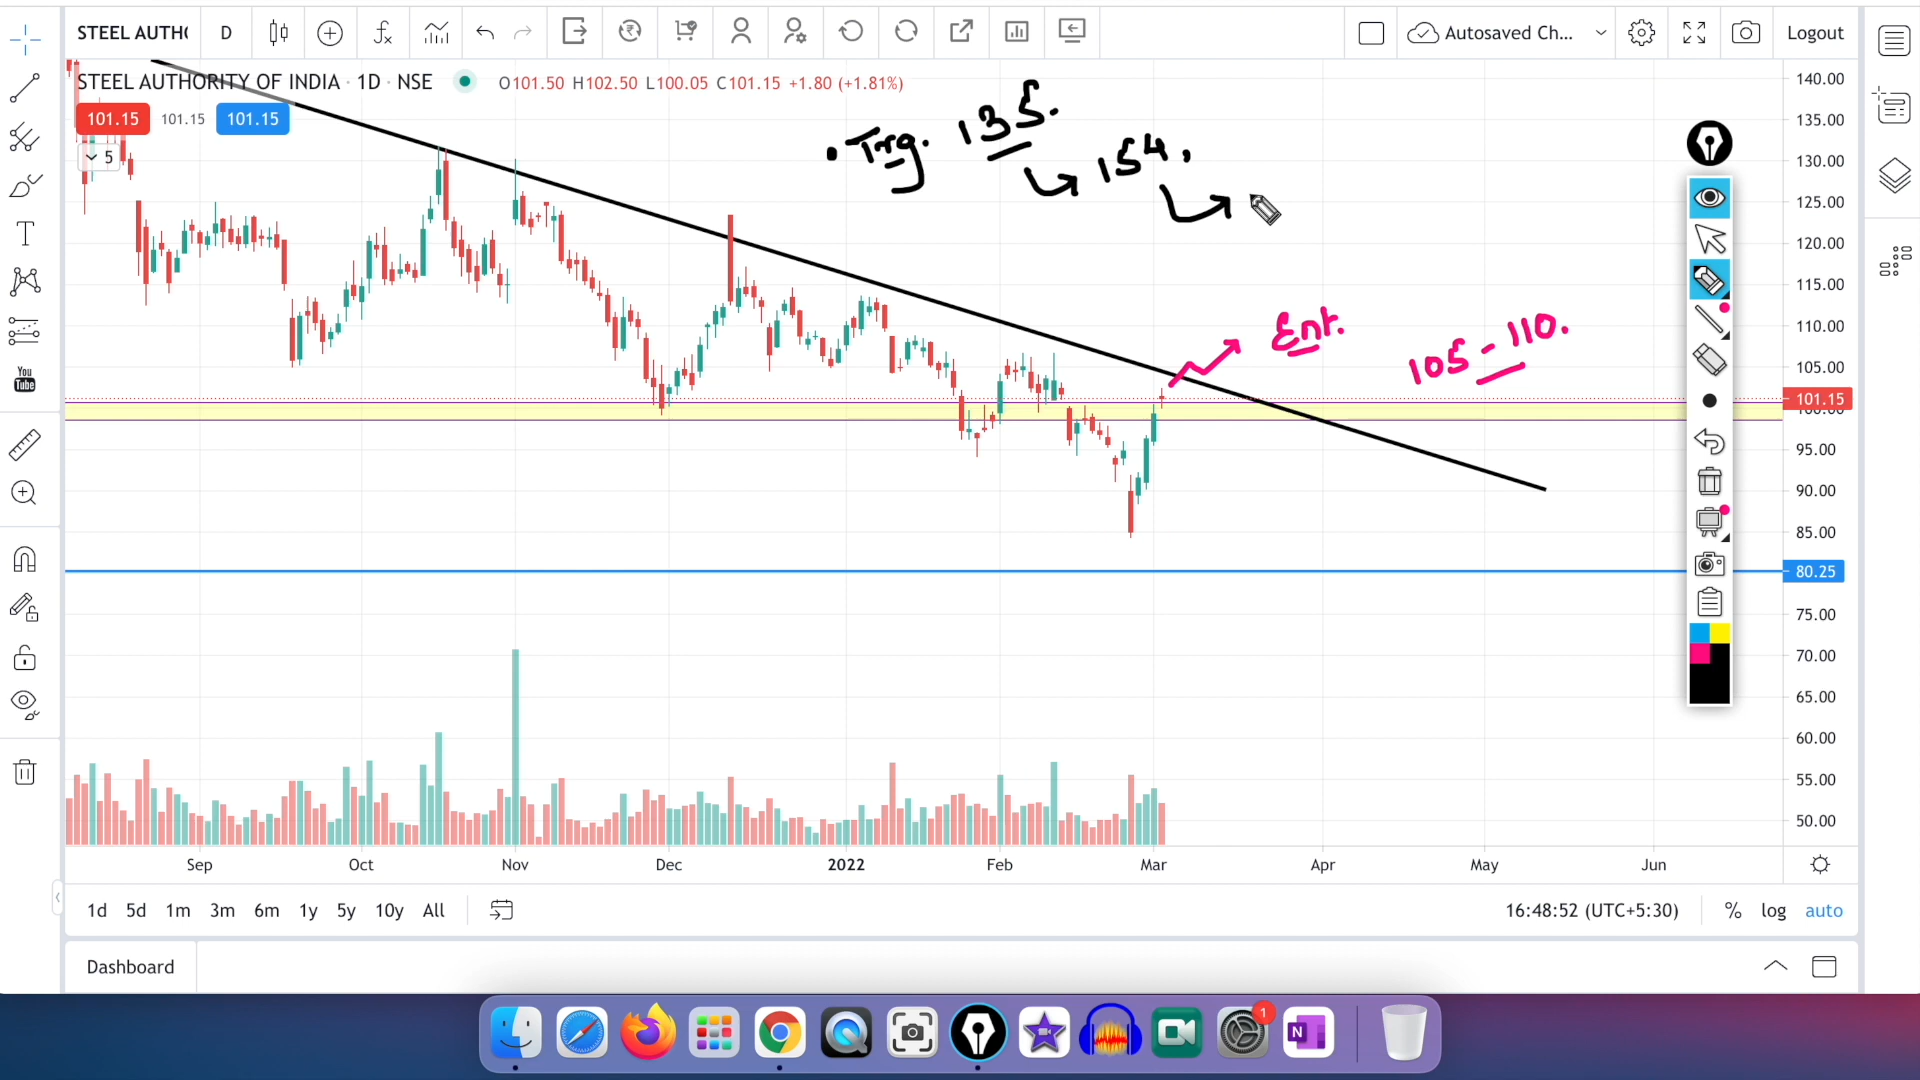 STEEL AUTHO D Autosaved Ch... Logout
STEEL AUTHORITY OF INDIA · 1D · NSE O101.50 H102.50 L100.05 C101.15 +1.80 (+1.81%)
101.15 101.15 101.15
5
• Trg. 135.
154.
Ent.
105 - 110.
140.00
135.00
130.00
125.00
120.00
115.00
110.00
105.00
101.15
100.00
95.00
90.00
85.00
80.25
75.00
70.00
65.00
60.00
55.00
50.00
You
Tube
Sep Oct Nov Dec 2022 Feb Mar Apr May Jun
1d 5d 1m 3m 6m 1y 5y 10y All 16:48:52 (UTC+5:30) % log auto
Dashboard
1
N